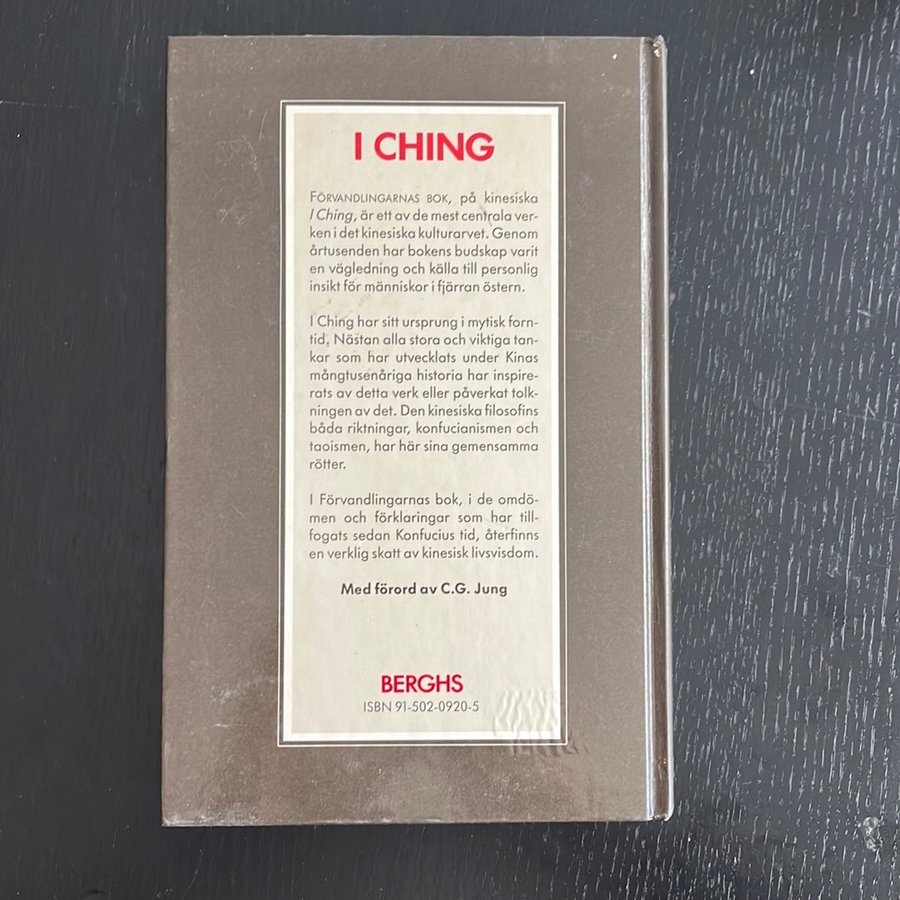 I CHING
FÖRVANDLINGARNAS BOK, på kinesiska
I Ching, är ett av de mest centrala ver-
ken i det kinesiska kulturarvet. Genom
årtusenden har bokens budskap varit
en vägledning och källa till personlig
insikt för människor i fjärran östern.
I Ching har sitt ursprung i mytisk forn-
tid. Nästan alla stora och viktiga tan-
kar som har utvecklats under Kinas
mångtusenåriga historia har inspire-
rats av detta verk eller påverkat tolk-
ningen av det. Den kinesiska filosofins
båda riktningar, konfucianismen och
taoismen, har här sina gemensamma
rötter.
I Förvandlingarnas bok, i de omdö-
men och förklaringar som har till-
fogats sedan Konfucius tid, återfinns
en verklig skatt av kinesisk livsvisdom.
Med förord av C.G. Jung
BERGHS
ISBN 91-502-0920-5